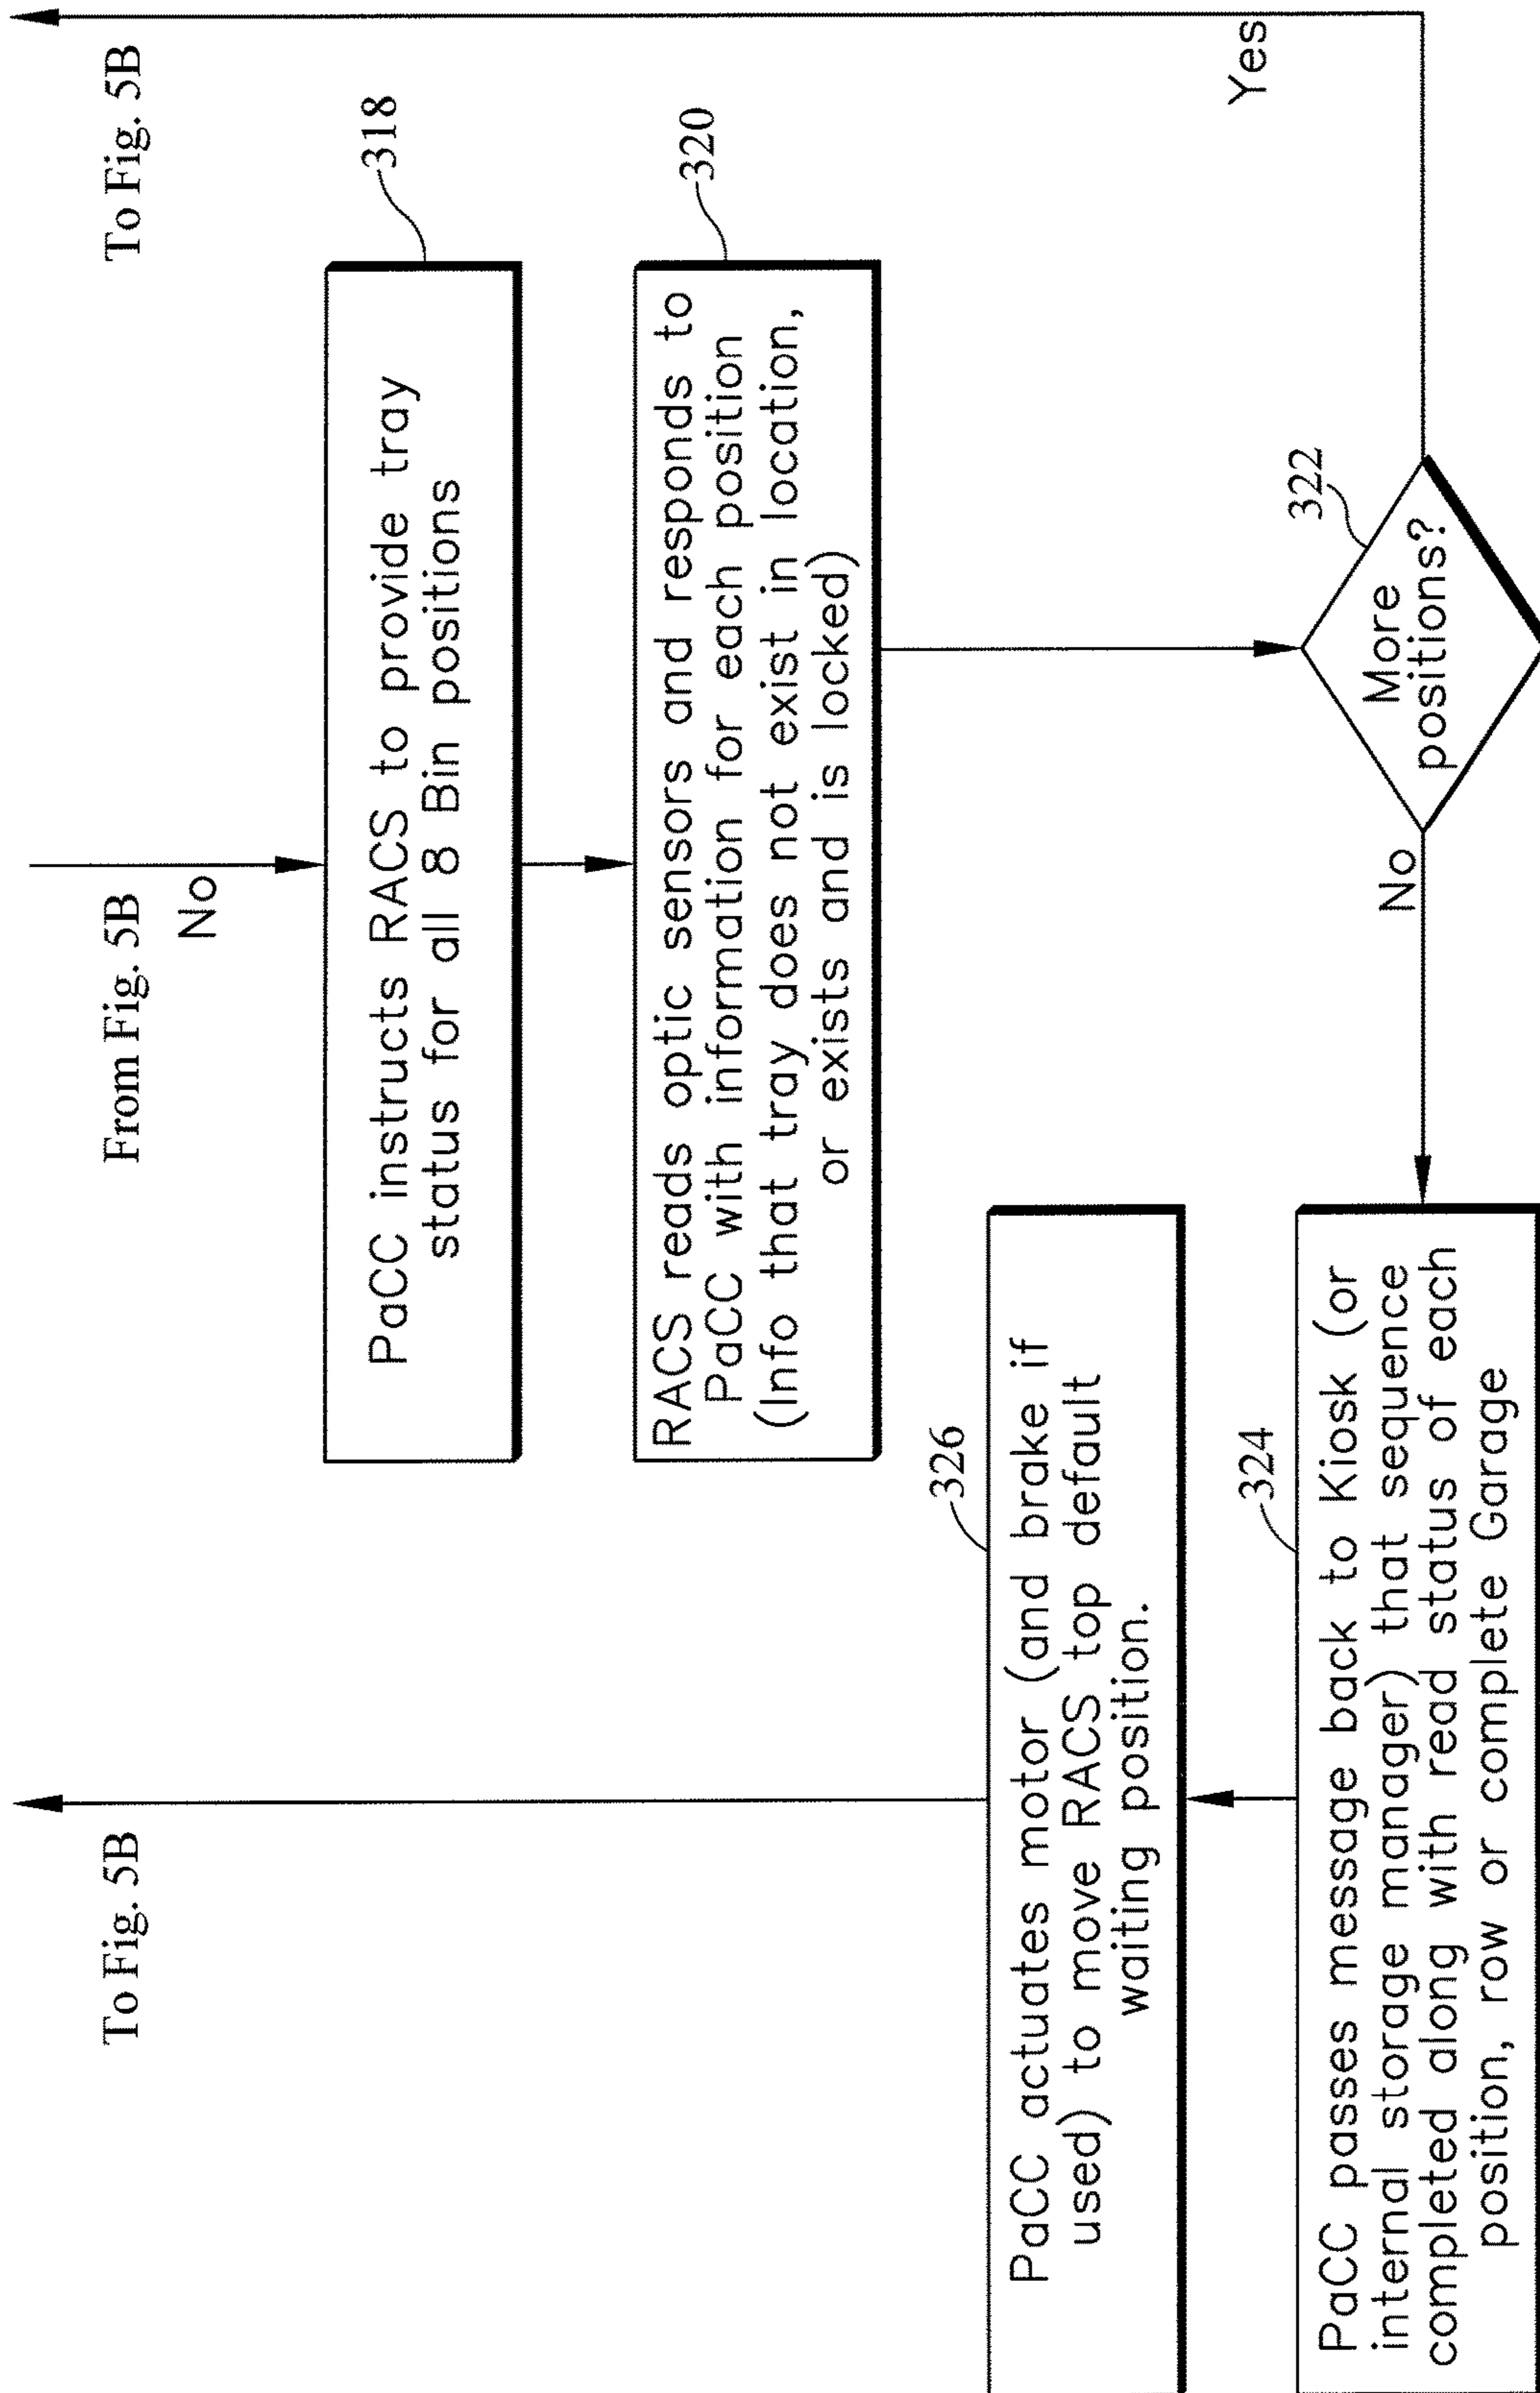 To Fig. 5B
From Fig. 5B
To Fig. 5B
No
318
PaCC instructs RACS to provide tray
status for all 8 Bin positions
320
RACS reads optic sensors and responds to
PaCC with information for each position
(Info that tray does not exist in location,
or exists and is locked)
322
More
positions?
Yes
No
324
PaCC passes message back to Kiosk (or
internal storage manager) that sequence
completed along with read status of each
position, row or complete Garage
326
PaCC actuates motor (and brake if
used) to move RACS top default
waiting position.